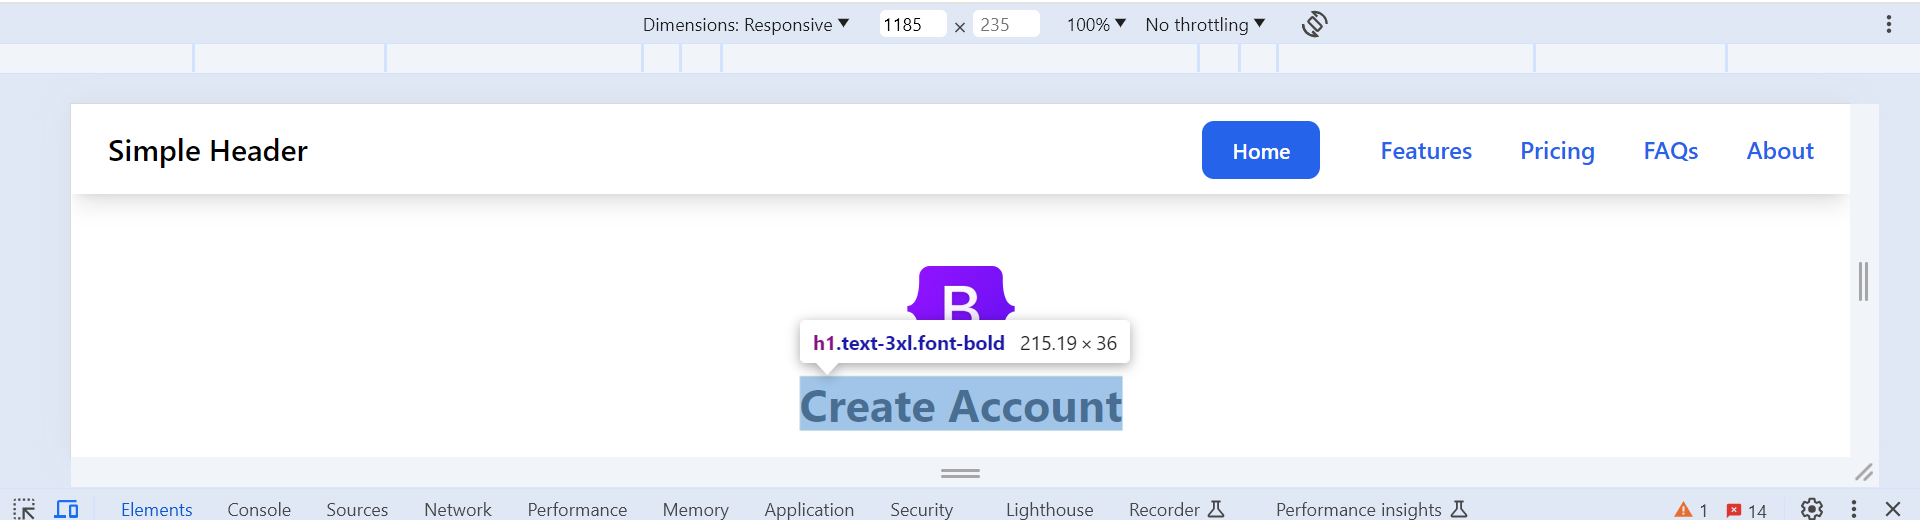 Dimensions: Responsive 1185 × 235 100% No throttling
Simple Header Home Features Pricing FAQs About
B
h1.text-3xl.font-bold 215.19 × 36
Create Account
Elements Console Sources Network Performance Memory Application Security Lighthouse Recorder Performance insights 1 14